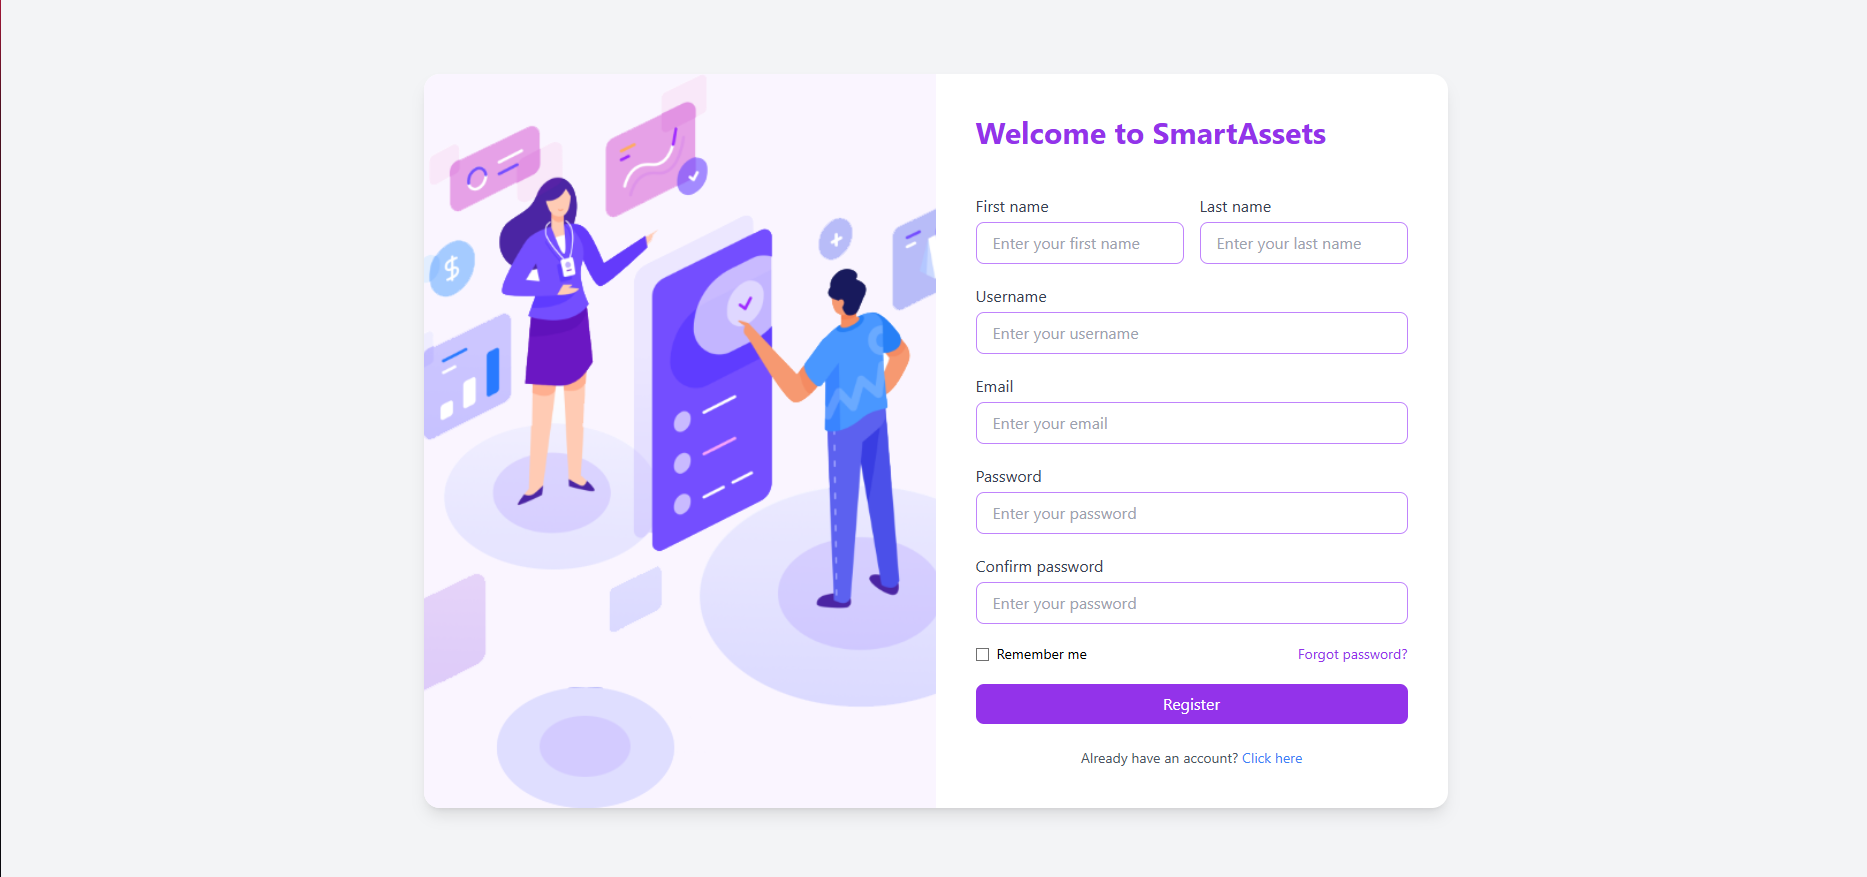 Welcome to SmartAssets
First name
Last name
Enter your first name
Enter your last name
Username
Enter your username
Email
Enter your email
Password
Enter your password
Confirm password
Enter your password
Remember me
Forgot password?
Register
Already have an account? Click here